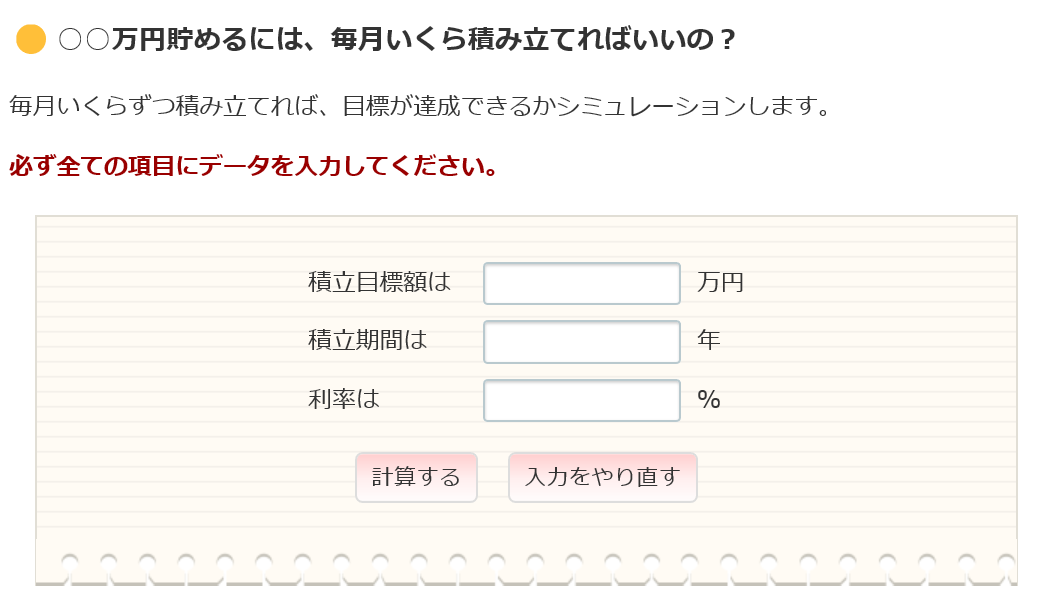 ○○万円貯めるには、毎月いくら積み立てればいいの？
毎月いくらずつ積み立てれば、目標が達成できるかシミュレーションします。
必ず全ての項目にデータを入力してください。
積立目標額は 万円
積立期間は 年
利率は %
計算する 入力をやり直す